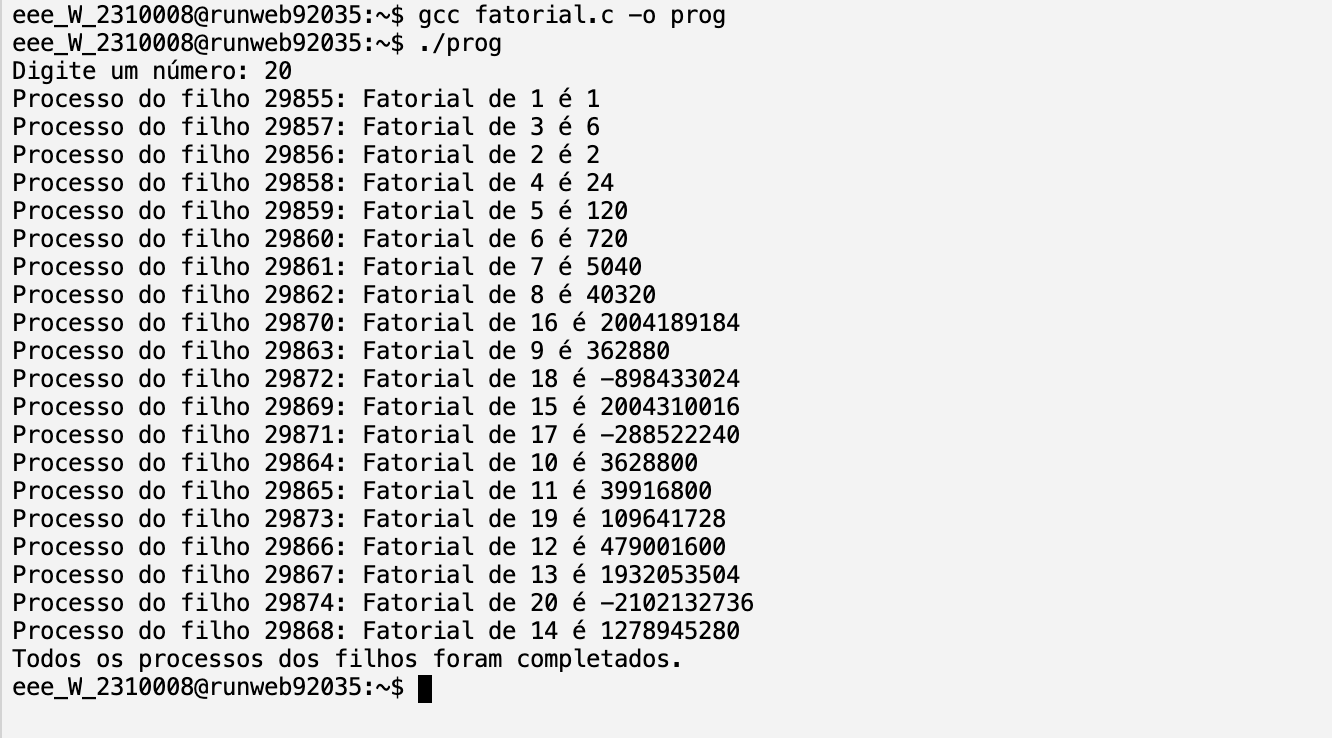 eee_W_2310008@runweb92035:~$ gcc fatorial.c -o prog
eee_W_2310008@runweb92035:~$ ./prog
Digite um número: 20
Processo do filho 29855: Fatorial de 1 é 1
Processo do filho 29857: Fatorial de 3 é 6
Processo do filho 29856: Fatorial de 2 é 2
Processo do filho 29858: Fatorial de 4 é 24
Processo do filho 29859: Fatorial de 5 é 120
Processo do filho 29860: Fatorial de 6 é 720
Processo do filho 29861: Fatorial de 7 é 5040
Processo do filho 29862: Fatorial de 8 é 40320
Processo do filho 29870: Fatorial de 16 é 2004189184
Processo do filho 29863: Fatorial de 9 é 362880
Processo do filho 29872: Fatorial de 18 é -898433024
Processo do filho 29869: Fatorial de 15 é 2004310016
Processo do filho 29871: Fatorial de 17 é -288522240
Processo do filho 29864: Fatorial de 10 é 3628800
Processo do filho 29865: Fatorial de 11 é 39916800
Processo do filho 29873: Fatorial de 19 é 109641728
Processo do filho 29866: Fatorial de 12 é 479001600
Processo do filho 29867: Fatorial de 13 é 1932053504
Processo do filho 29874: Fatorial de 20 é -2102132736
Processo do filho 29868: Fatorial de 14 é 1278945280
Todos os processos dos filhos foram completados.
eee_W_2310008@runweb92035:~$